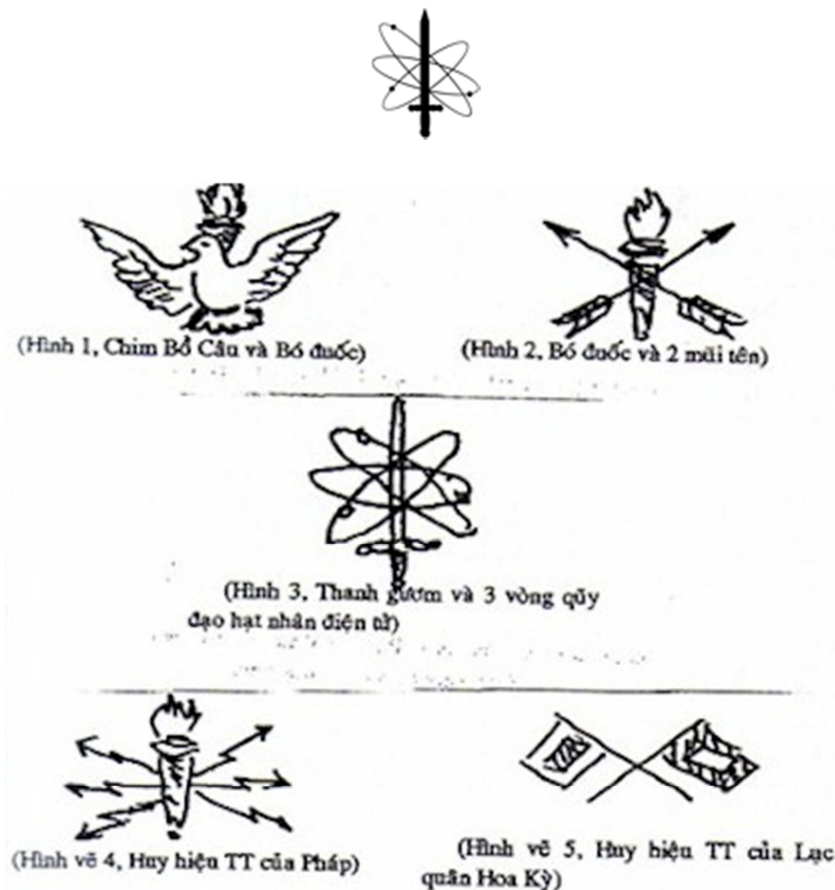 (Hình 1, Chim Bồ Câu và Bó đuốc)
(Hình 2, Bó đuốc và 2 mũi tên)
(Hình 3, Thanh gươm và 3 vòng qũy
đạo hạt nhân điện tử)
(Hình vẽ 4, Huy hiệu TT của Pháp)
(Hình vẽ 5, Huy hiệu TT của Lục
quân Hoa Kỳ)